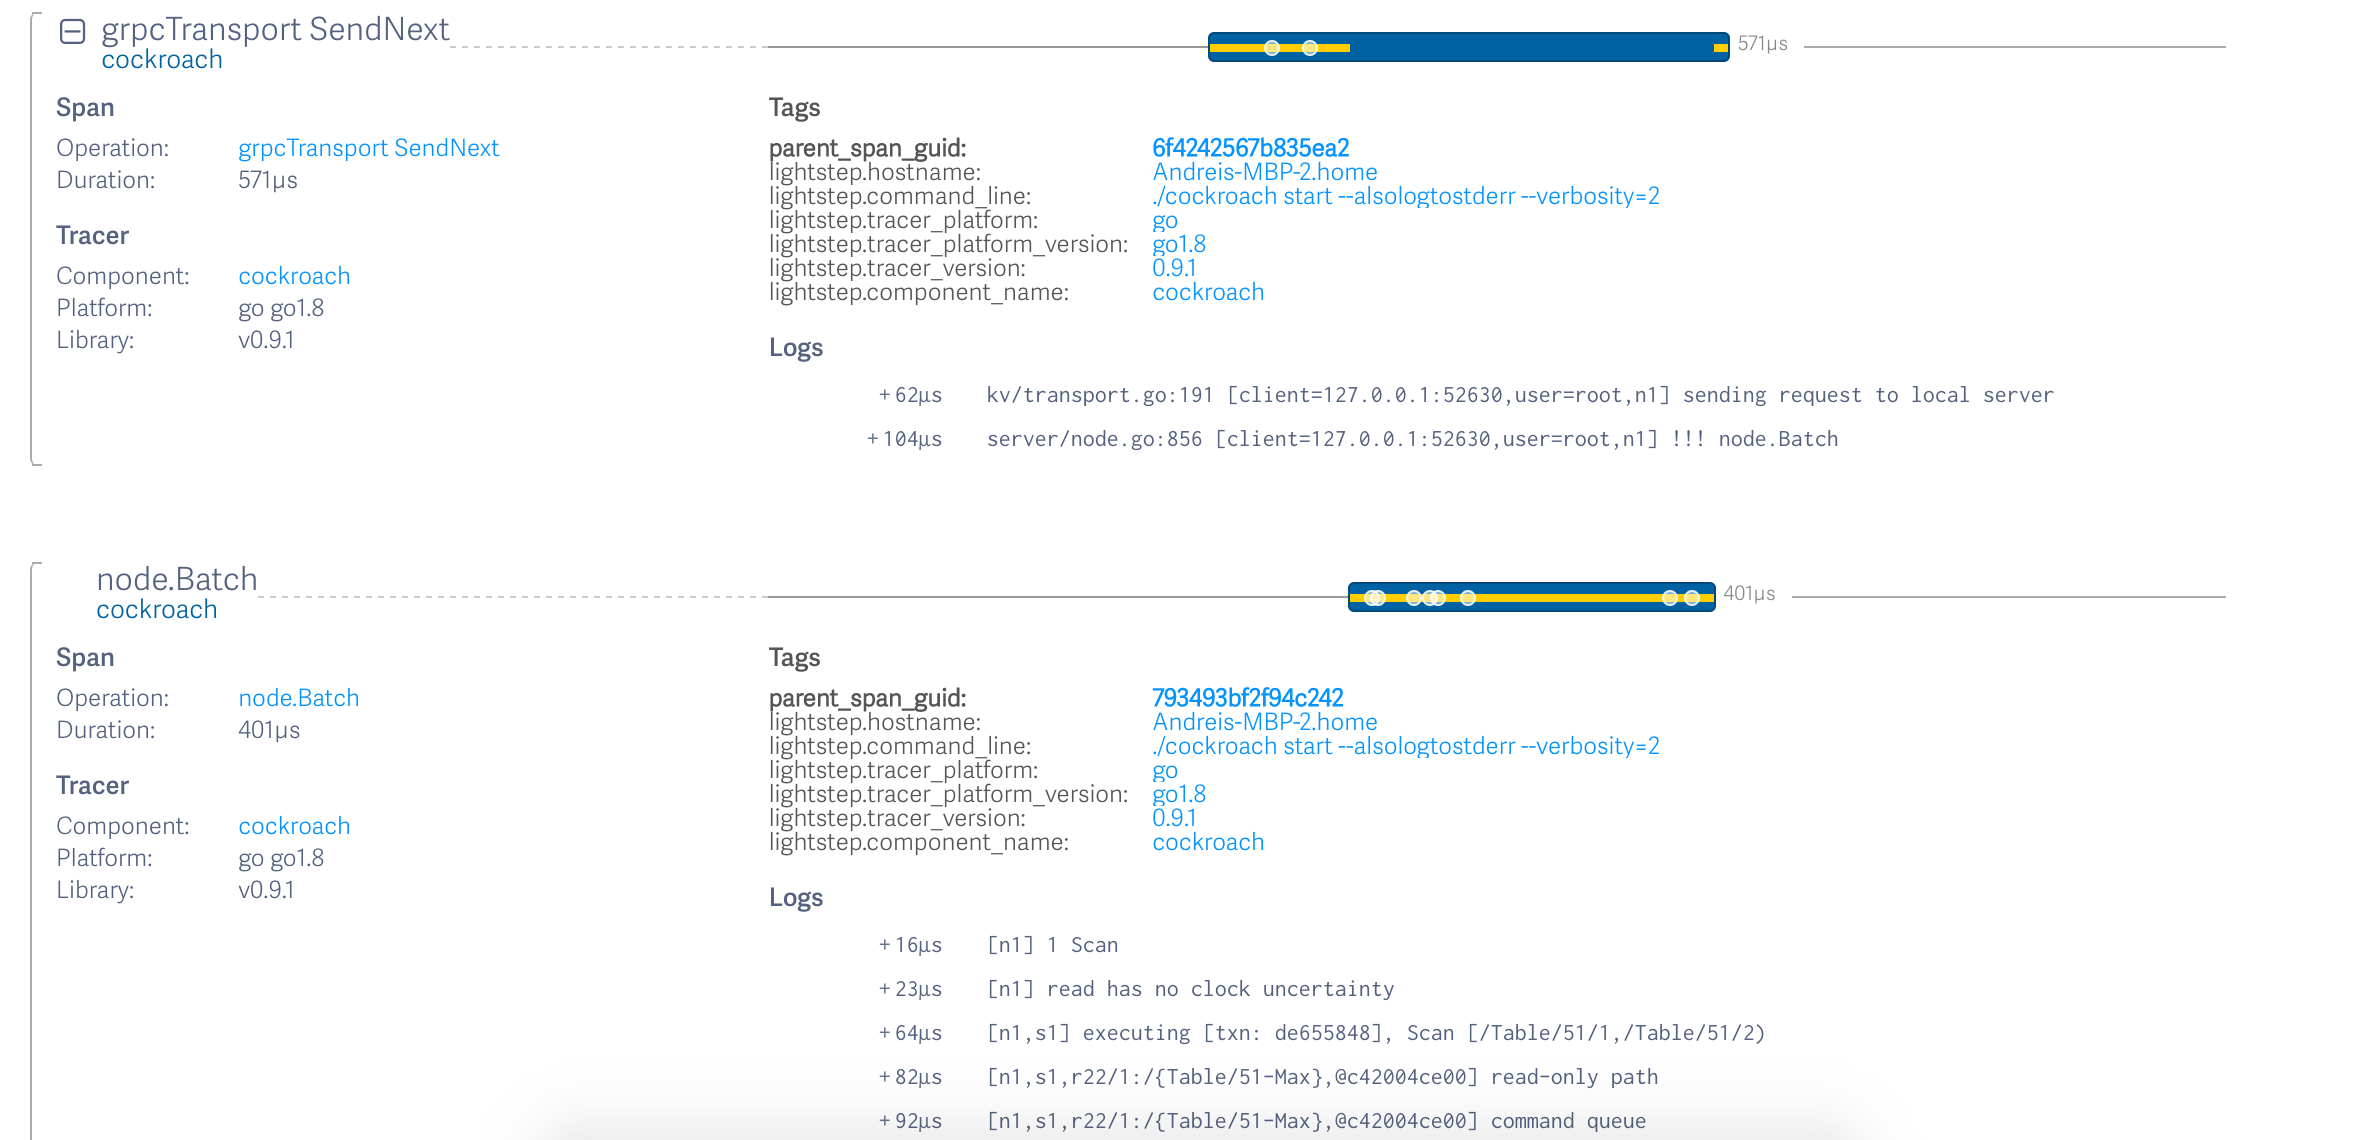 grpcTransport SendNext
cockroach
571µs
Span
Operation: grpcTransport SendNext
Duration: 571µs
Tracer
Component: cockroach
Platform: go go1.8
Library: v0.9.1
Tags
parent_span_guid: 6f4242567b835ea2
lightstep.hostname: Andreis-MBP-2.home
lightstep.command_line: ./cockroach start --alsologtostderr --verbosity=2
lightstep.tracer_platform: go
lightstep.tracer_platform_version: go1.8
lightstep.tracer_version: 0.9.1
lightstep.component_name: cockroach
Logs
+62µs kv/transport.go:191 [client=127.0.0.1:52630,user=root,n1] sending request to local server
+104µs server/node.go:856 [client=127.0.0.1:52630,user=root,n1] !!! node.Batch
node.Batch
cockroach
401µs
Span
Operation: node.Batch
Duration: 401µs
Tracer
Component: cockroach
Platform: go go1.8
Library: v0.9.1
Tags
parent_span_guid: 793493bf2f94c242
lightstep.hostname: Andreis-MBP-2.home
lightstep.command_line: ./cockroach start --alsologtostderr --verbosity=2
lightstep.tracer_platform: go
lightstep.tracer_platform_version: go1.8
lightstep.tracer_version: 0.9.1
lightstep.component_name: cockroach
Logs
+16µs [n1] 1 Scan
+23µs [n1] read has no clock uncertainty
+64µs [n1,s1] executing [txn: de655848], Scan [/Table/51/1,/Table/51/2)
+82µs [n1,s1,r22/1:/{Table/51-Max},@c42004ce00] read-only path
+92µs [n1,s1,r22/1:/{Table/51-Max},@c42004ce00] command queue